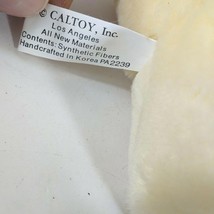 © CALTOY, Inc.
Los Angeles
All New Materials
Contents: Synthetic Fibers
Handcrafted in Korea PA2239